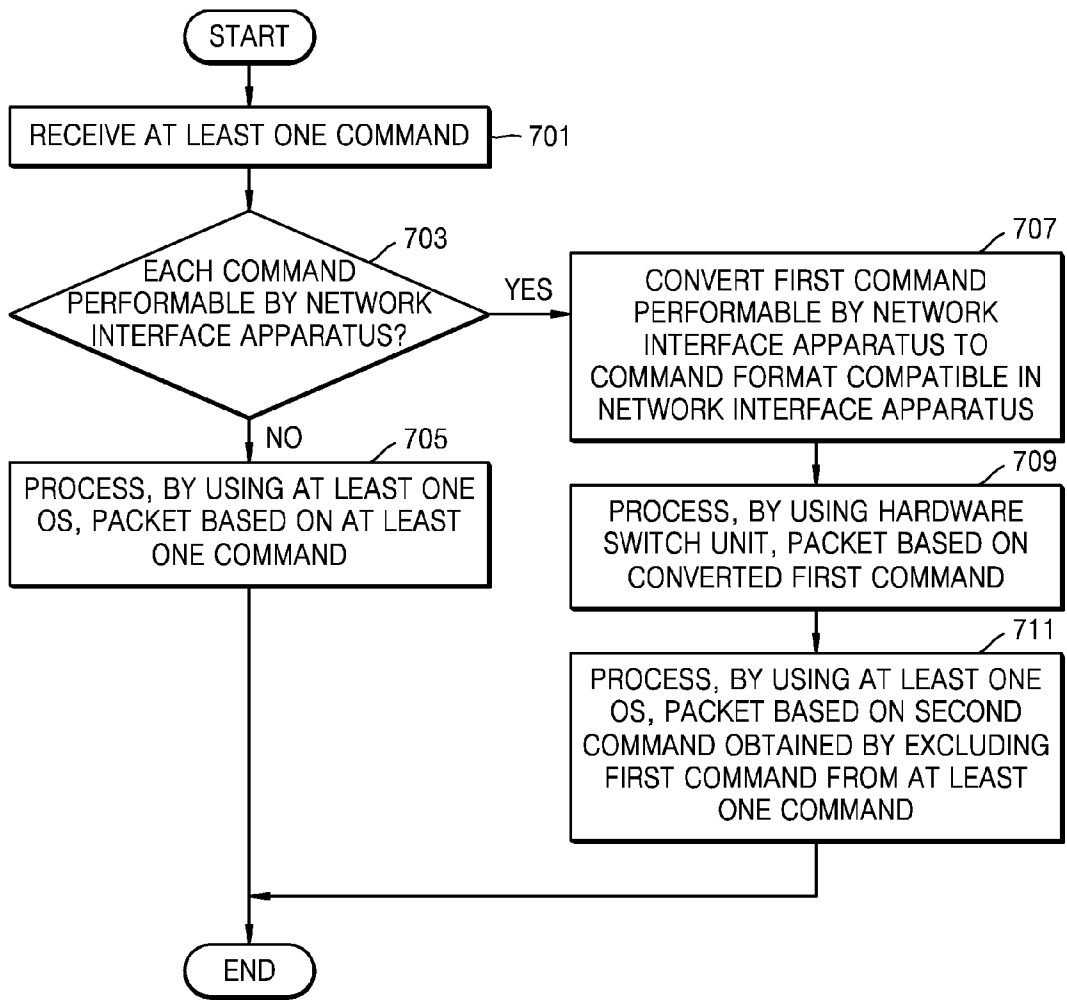 START
RECEIVE AT LEAST ONE COMMAND
701
703
EACH COMMAND
PERFORMABLE BY NETWORK
INTERFACE APPARATUS?
YES
NO
705
PROCESS, BY USING AT LEAST ONE
OS, PACKET BASED ON AT LEAST
ONE COMMAND
707
CONVERT FIRST COMMAND
PERFORMABLE BY NETWORK
INTERFACE APPARATUS TO
COMMAND FORMAT COMPATIBLE IN
NETWORK INTERFACE APPARATUS
709
PROCESS, BY USING HARDWARE
SWITCH UNIT, PACKET BASED ON
CONVERTED FIRST COMMAND
711
PROCESS, BY USING AT LEAST ONE
OS, PACKET BASED ON SECOND
COMMAND OBTAINED BY EXCLUDING
FIRST COMMAND FROM AT LEAST
ONE COMMAND
END